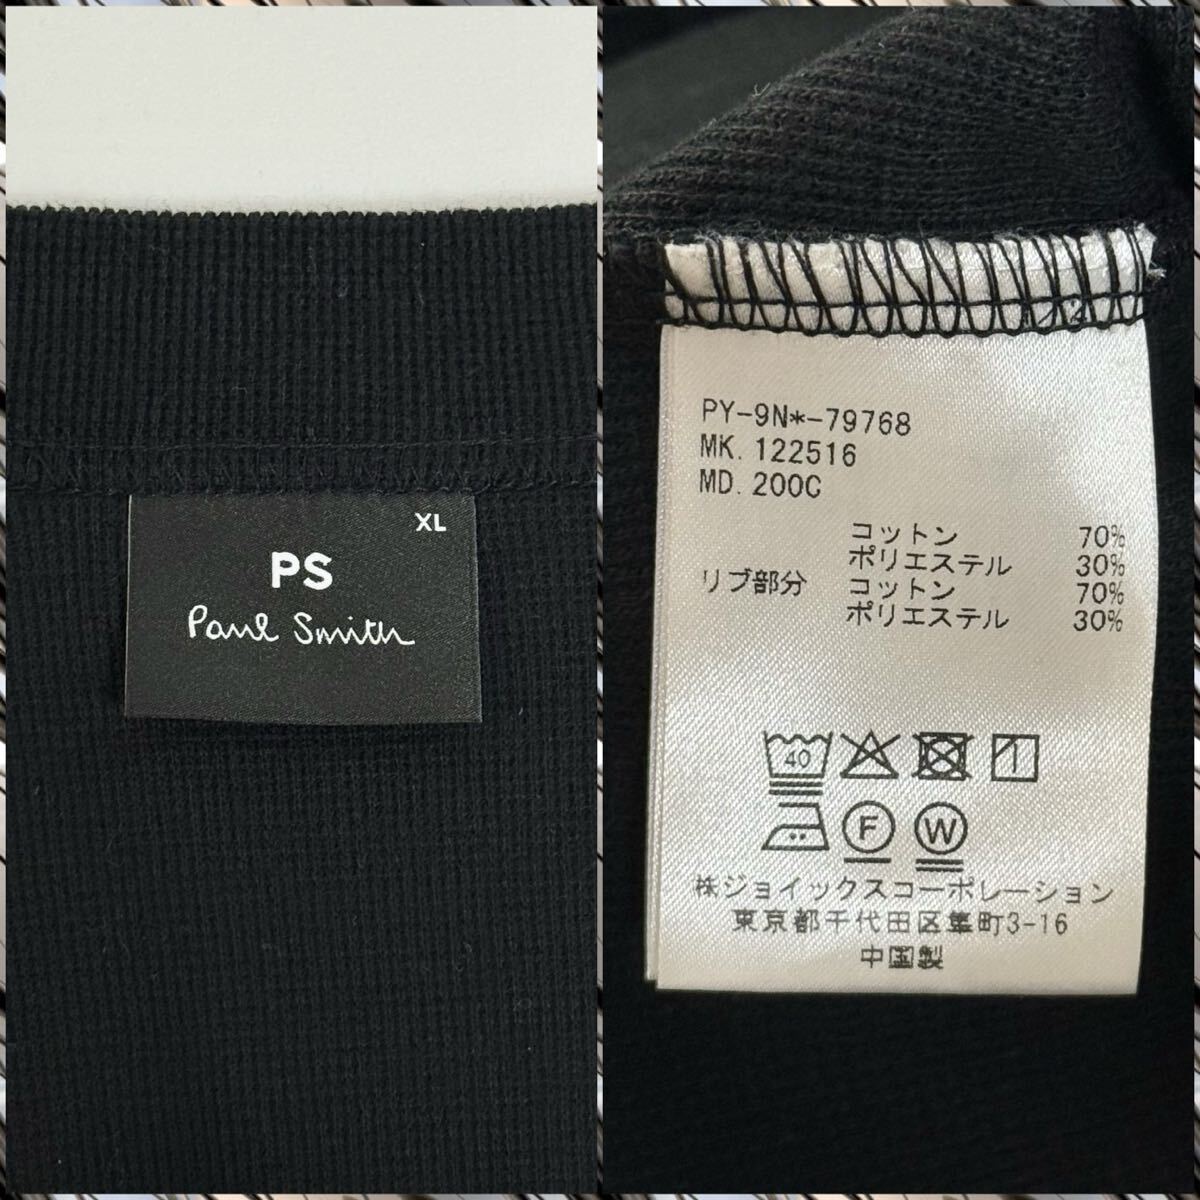 XL
PS
Paul Smith
PY-9N*-79768
MK. 122516
MD. 200C
コットン 70%
ポリエステル 30%
リブ部分 コットン 70%
ポリエステル 30%
40
F
W
㈱ジョイックスコーポレーション
東京都千代田区隼町3-16
中国製